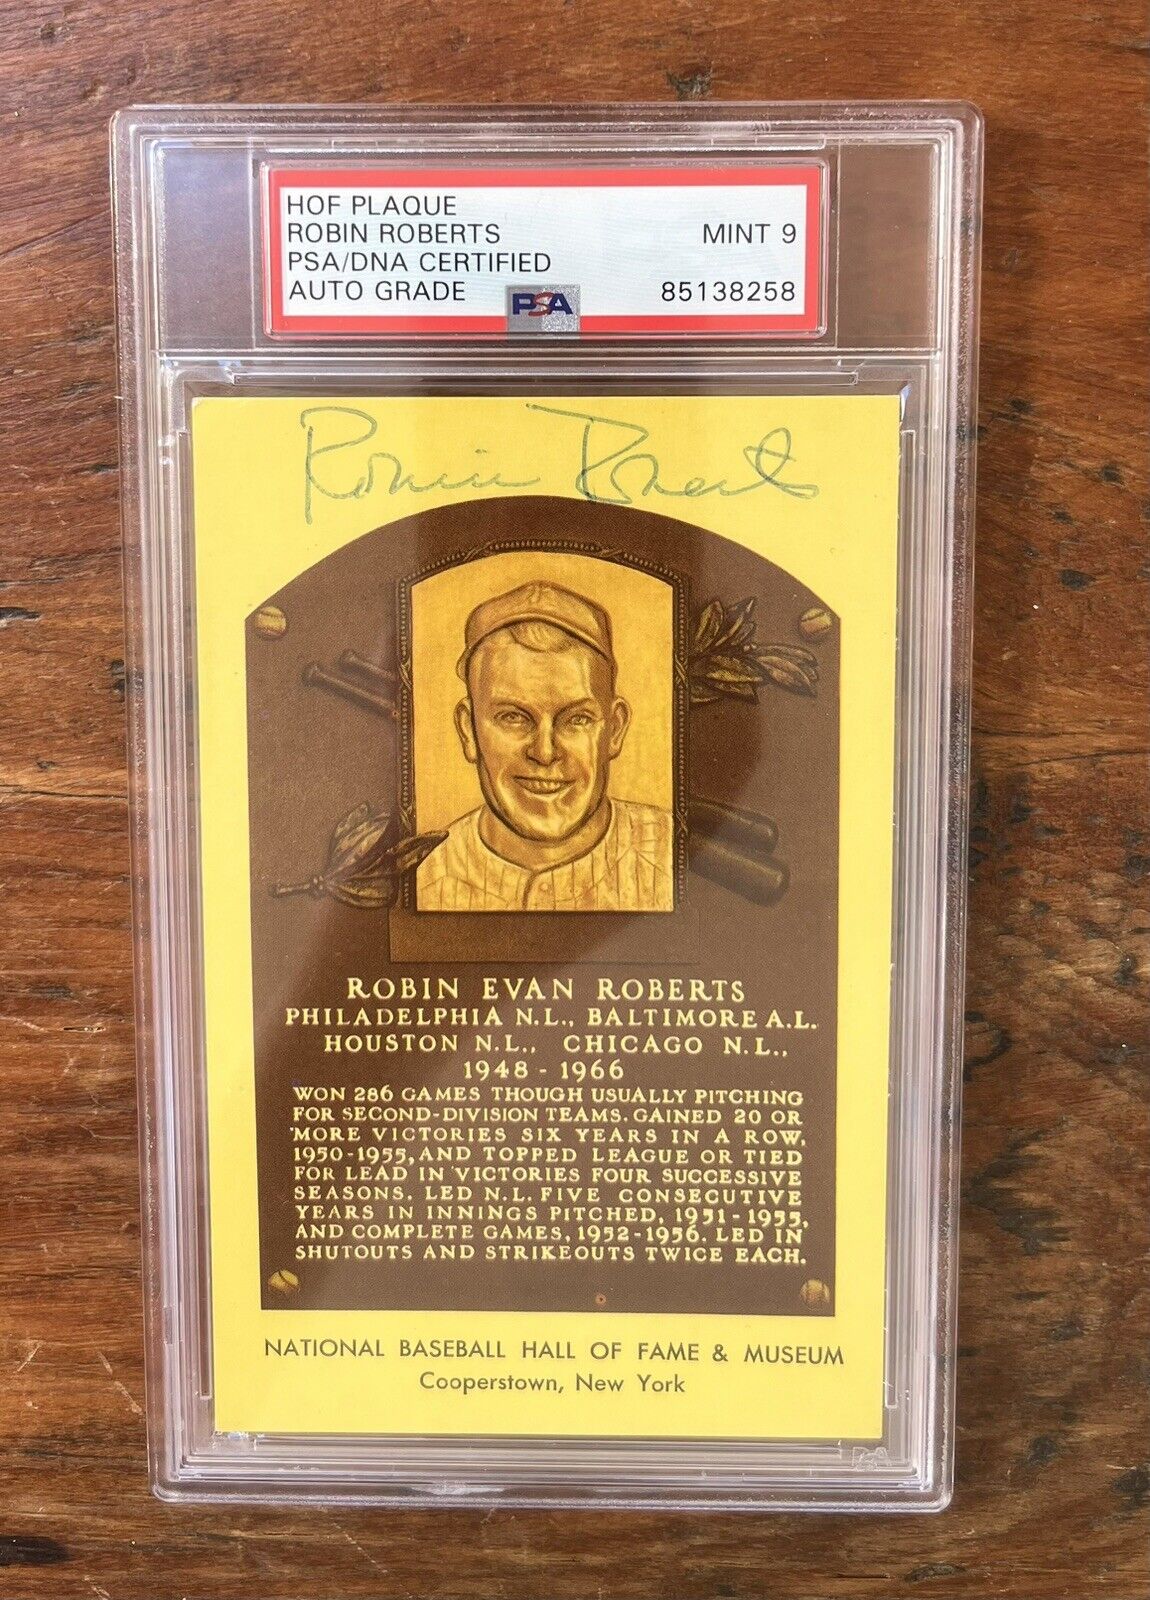 HOF PLAQUE
ROBIN ROBERTS MINT 9
PSA/DNA CERTIFIED
AUTO GRADE PSA 85138258
Robin Roberts
ROBIN EVAN ROBERTS
PHILADELPHIA N.L., BALTIMORE A.L.
HOUSTON N.L., CHICAGO N.L.,
1948 - 1966
WON 286 GAMES THOUGH USUALLY PITCHING
FOR SECOND-DIVISION TEAMS. GAINED 20 OR
MORE VICTORIES SIX YEARS IN A ROW,
1950-1955, AND TOPPED LEAGUE OR TIED
FOR LEAD IN VICTORIES FOUR SUCCESSIVE
SEASONS. LED N.L. FIVE CONSECUTIVE
YEARS IN INNINGS PITCHED, 1951-1955,
AND COMPLETE GAMES, 1952-1956. LED IN
SHUTOUTS AND STRIKEOUTS TWICE EACH.
NATIONAL BASEBALL HALL OF FAME & MUSEUM
Cooperstown, New York
PSA